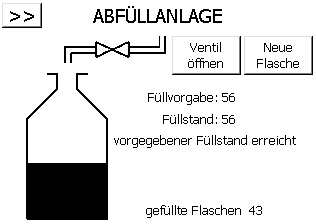 >> ABFÜLLANLAGE
Ventil öffnen
Neue Flasche
Füllvorgabe: 56
Füllstand: 56
vorgegebener Füllstand erreicht
gefüllte Flaschen 43